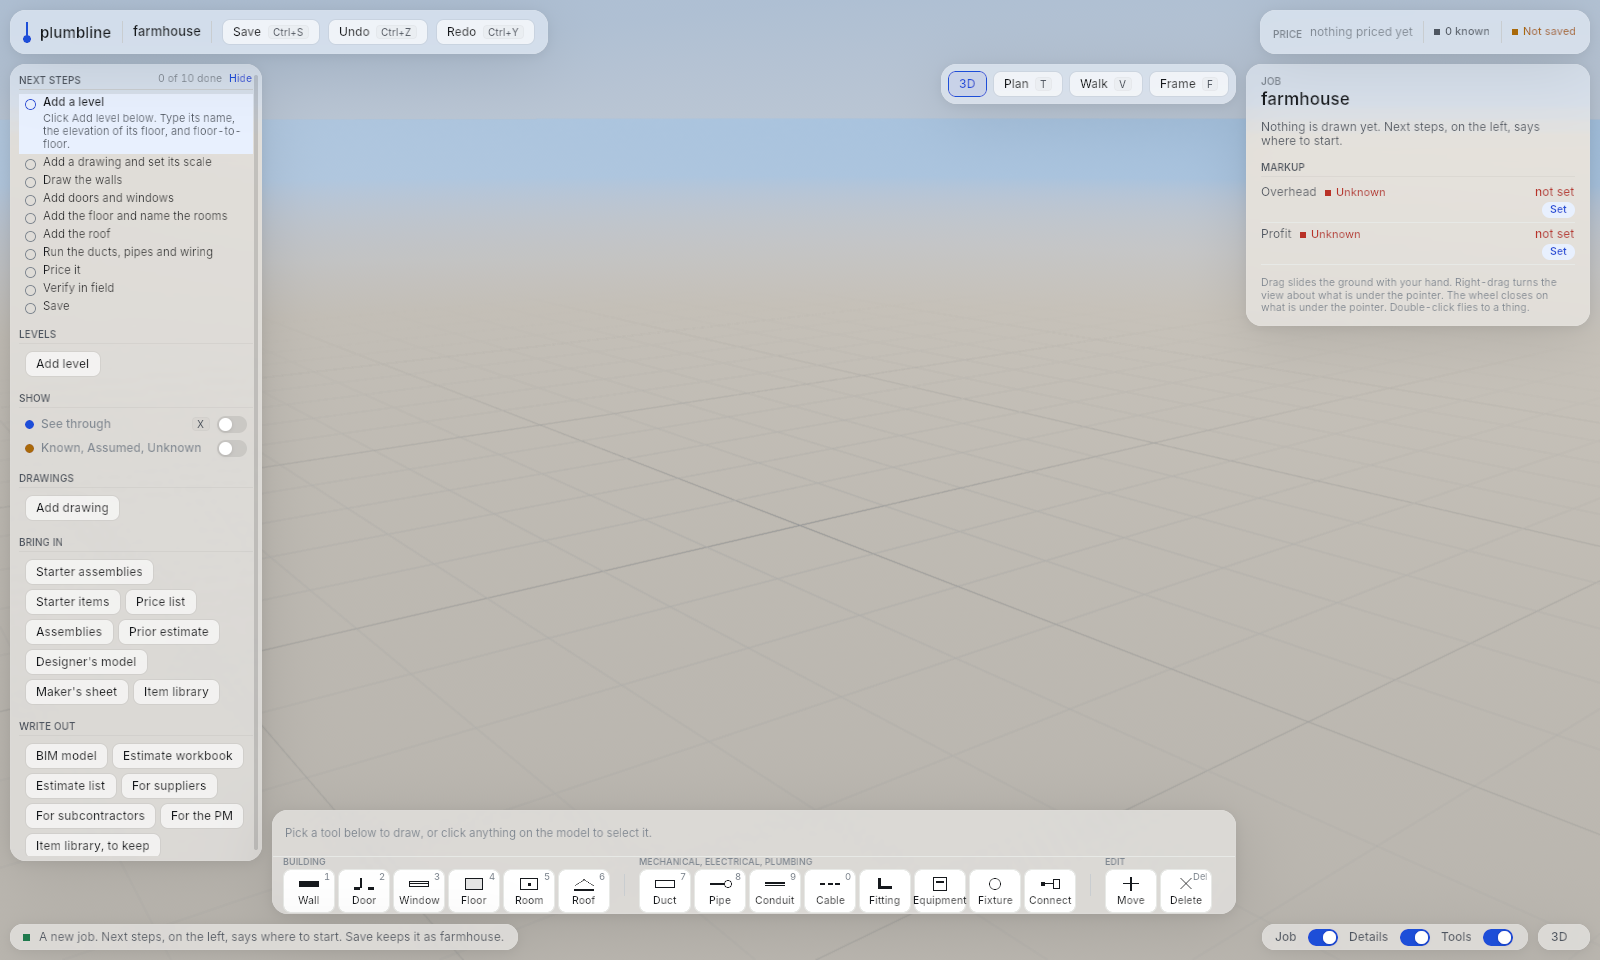 plumbline
farmhouse
Save Ctrl+S
Undo Ctrl+Z
Redo Ctrl+Y
PRICE nothing priced yet
0 known
Not saved
NEXT STEPS 0 of 10 done Hide
Add a level
Click Add level below. Type its name,
the elevation of its floor, and floor-to-
floor.
Add a drawing and set its scale
Draw the walls
Add doors and windows
Add the floor and name the rooms
Add the roof
Run the ducts, pipes and wiring
Price it
Verify in field
Save
LEVELS
Add level
SHOW
See through X
Known, Assumed, Unknown
DRAWINGS
Add drawing
BRING IN
Starter assemblies
Starter items Price list
Assemblies Prior estimate
Designer's model
Maker's sheet Item library
WRITE OUT
BIM model Estimate workbook
Estimate list For suppliers
For subcontractors For the PM
Item library, to keep
3D Plan T Walk V Frame F
JOB
farmhouse
Nothing is drawn yet. Next steps, on the left, says
where to start.
MARKUP
Overhead Unknown not set
Set
Profit Unknown not set
Set
Drag slides the ground with your hand. Right-drag turns the
view about what is under the pointer. The wheel closes on
what is under the pointer. Double-click flies to a thing.
Pick a tool below to draw, or click anything on the model to select it.
BUILDING
1 Wall
2 Door
3 Window
4 Floor
5 Room
6 Roof
MECHANICAL, ELECTRICAL, PLUMBING
7 Duct
8 Pipe
9 Conduit
0 Cable
Fitting
Equipment
Fixture
Connect
EDIT
Move
Del Delete
A new job. Next steps, on the left, says where to start. Save keeps it as farmhouse.
Job Details Tools
3D